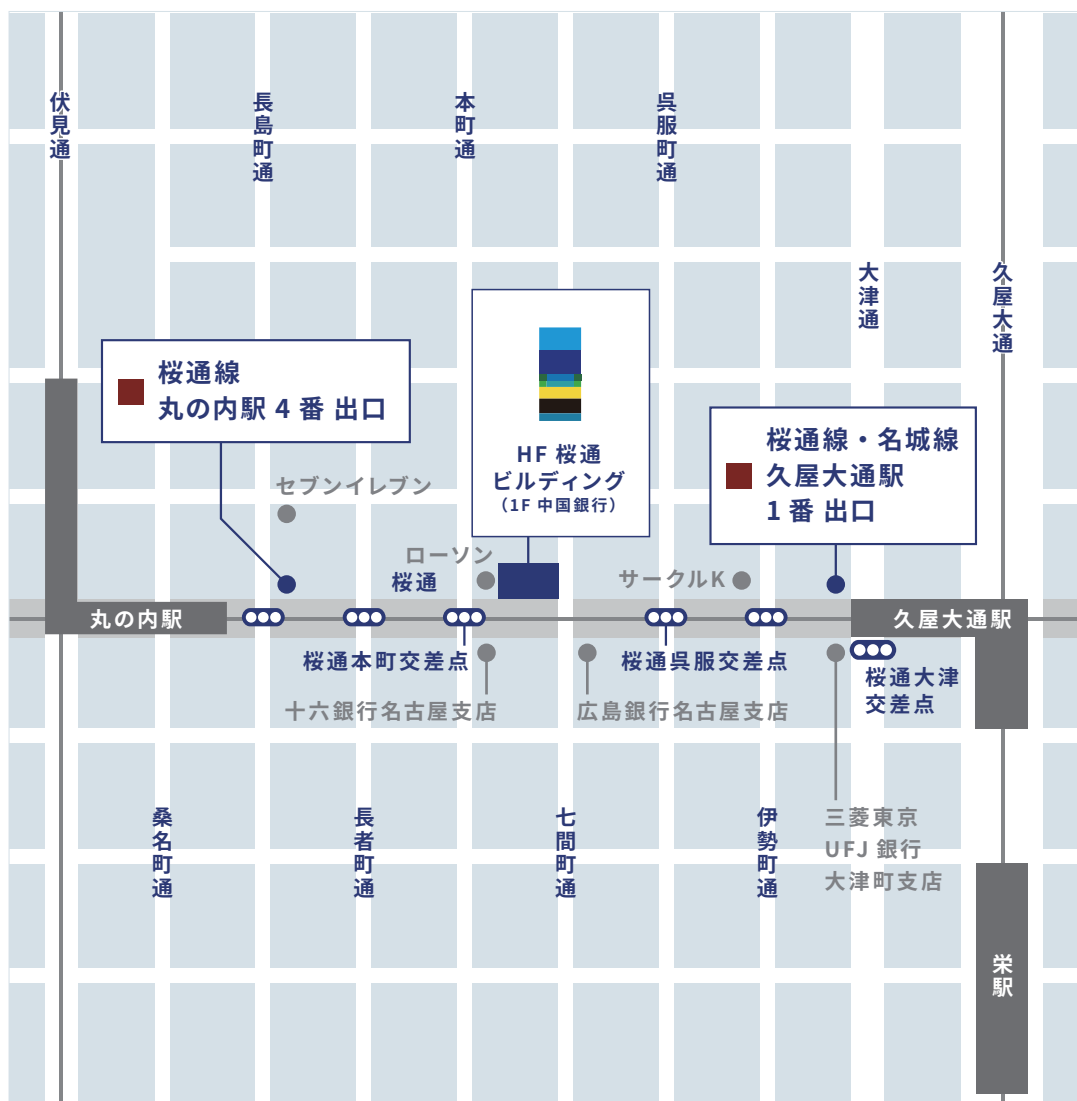 伏見通
長島町通
本町通
呉服町通
大津通
久屋大通
桜通線
丸の内駅 4 番 出口
HF 桜通
ビルディング
（1F 中国銀行）
桜通線・名城線
久屋大通駅
1 番 出口
セブンイレブン
ローソン
桜通
サークルK
丸の内駅
久屋大通駅
桜通本町交差点
桜通呉服交差点
桜通大津
交差点
十六銀行名古屋支店
広島銀行名古屋支店
桑名町通
長者町通
七間町通
伊勢町通
三菱東京
UFJ 銀行
大津町支店
栄駅